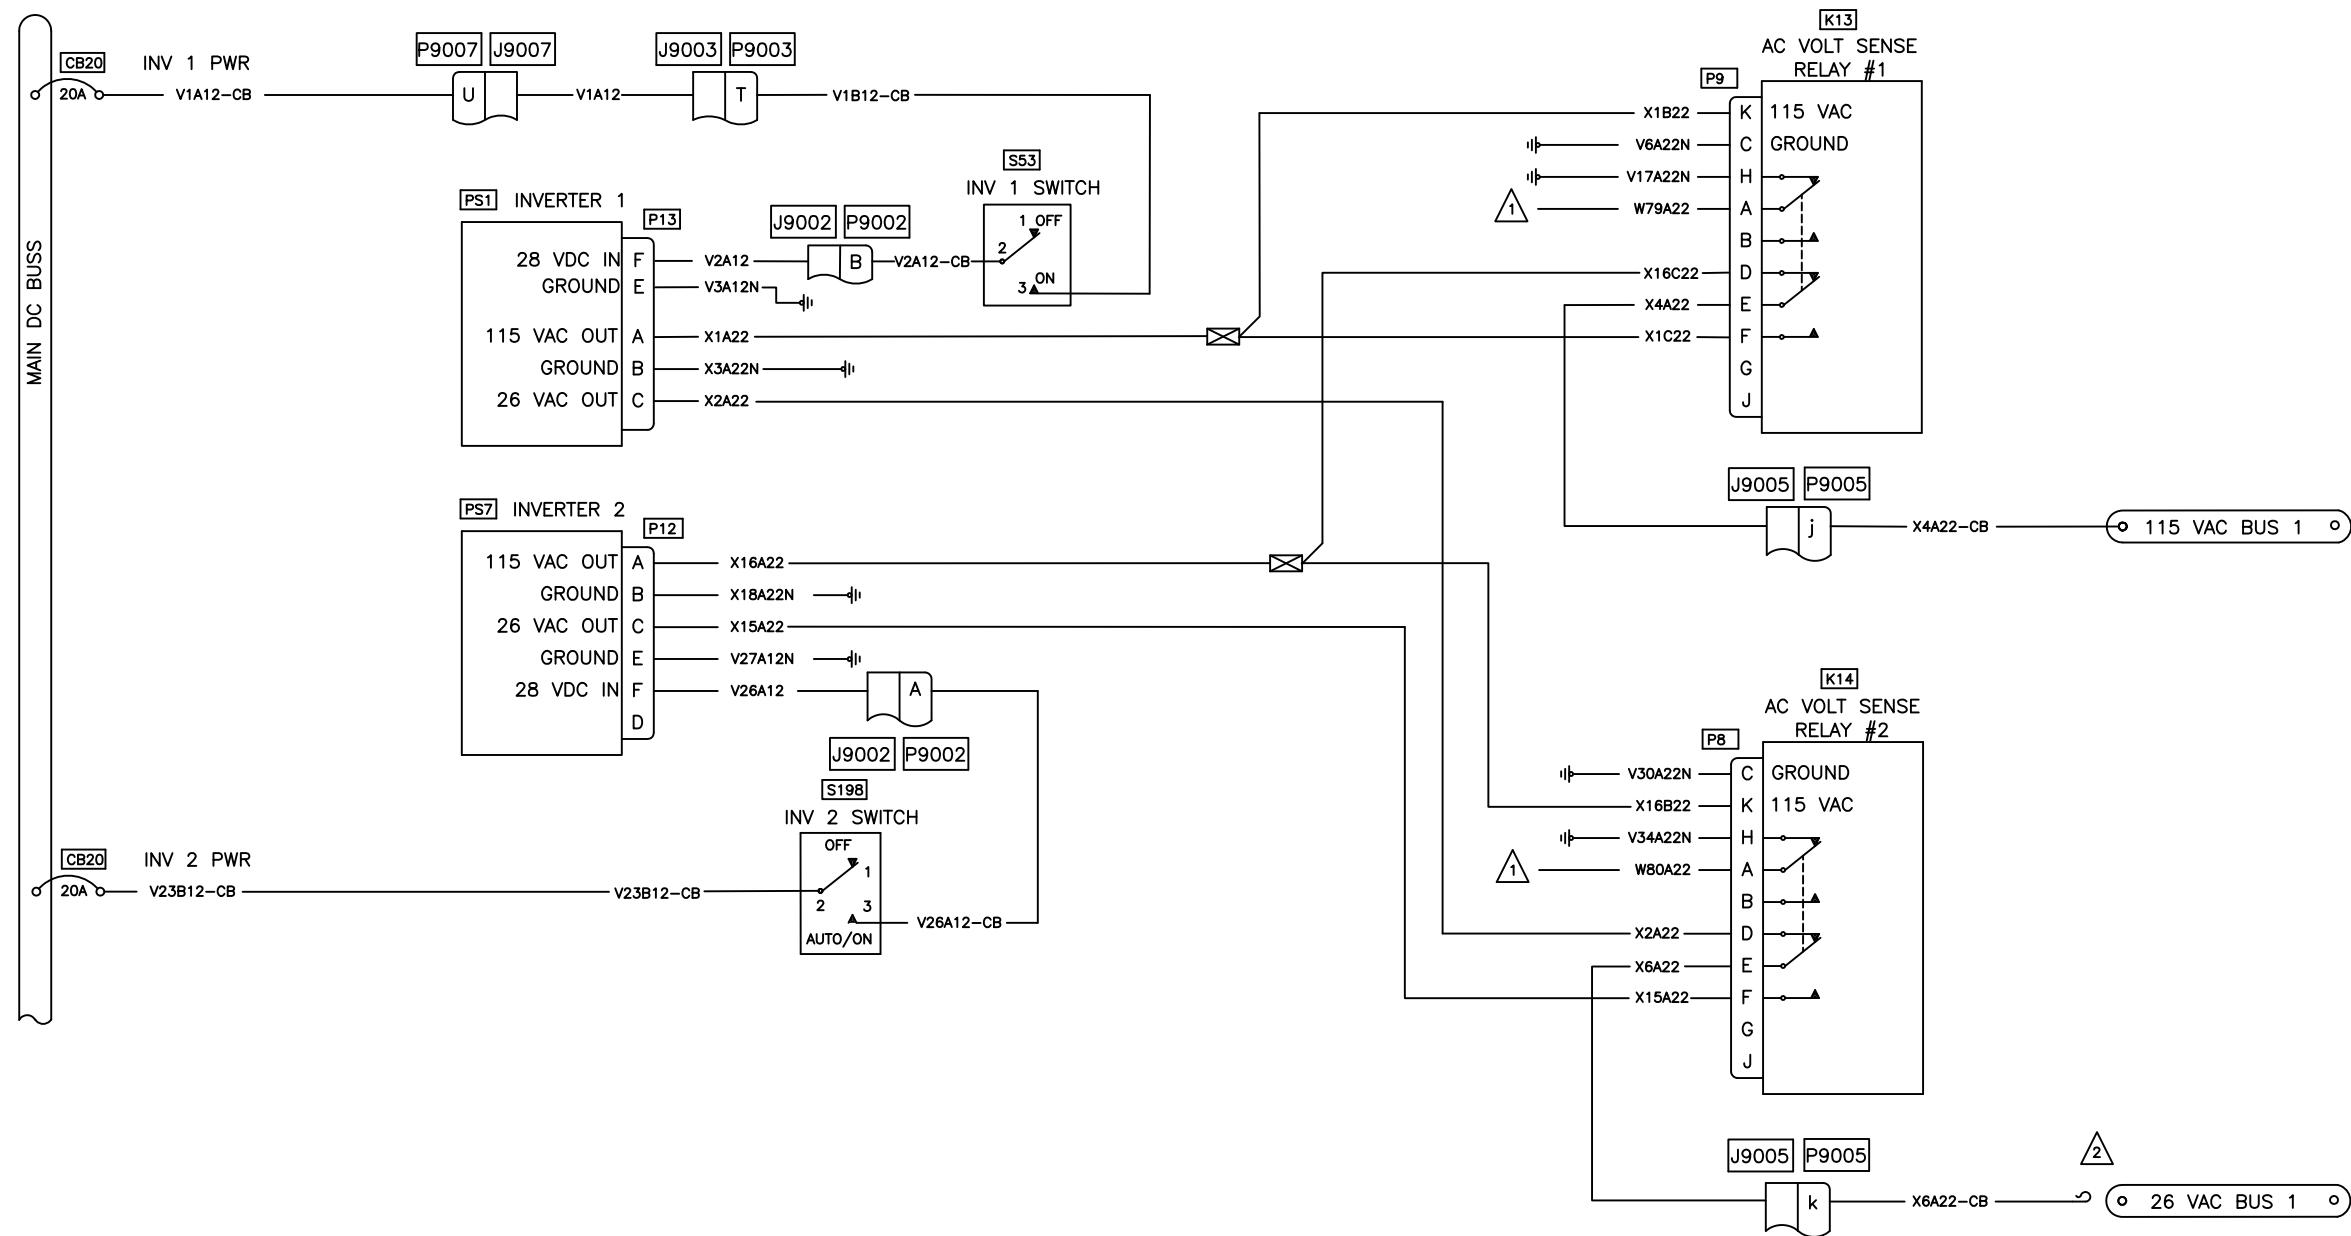 MAIN DC BUSS
CB20
INV 1 PWR
20A
V1A12-CB
P9007 J9007
U
V1A12
J9003 P9003
T
V1B12-CB
S53
INV 1 SWITCH
1 OFF
2
3 ON
PS1 INVERTER 1
P13
28 VDC IN F V2A12
J9002 P9002
B
V2A12-CB
GROUND E V3A12N
115 VAC OUT A X1A22
GROUND B X3A22N
26 VAC OUT C X2A22
PS7 INVERTER 2
P12
115 VAC OUT A X16A22
GROUND B X18A22N
26 VAC OUT C X15A22
GROUND E V27A12N
28 VDC IN F V26A12
A
D
J9002 P9002
S198
INV 2 SWITCH
OFF
1
2 3
AUTO/ON
V26A12-CB
CB20
INV 2 PWR
20A
V23B12-CB
V23B12-CB
K13
AC VOLT SENSE
RELAY #1
P9
X1B22 K 115 VAC
V6A22N C GROUND
V17A22N H
1 W79A22 A
B
X16C22 D
X4A22 E
X1C22 F
G
J
J9005 P9005
j
X4A22-CB
115 VAC BUS 1
K14
AC VOLT SENSE
RELAY #2
P8
V30A22N C GROUND
X16B22 K 115 VAC
V34A22N H
1 W80A22 A
B
X2A22 D
X6A22 E
X15A22 F
G
J
J9005 P9005
k
X6A22-CB
2
26 VAC BUS 1